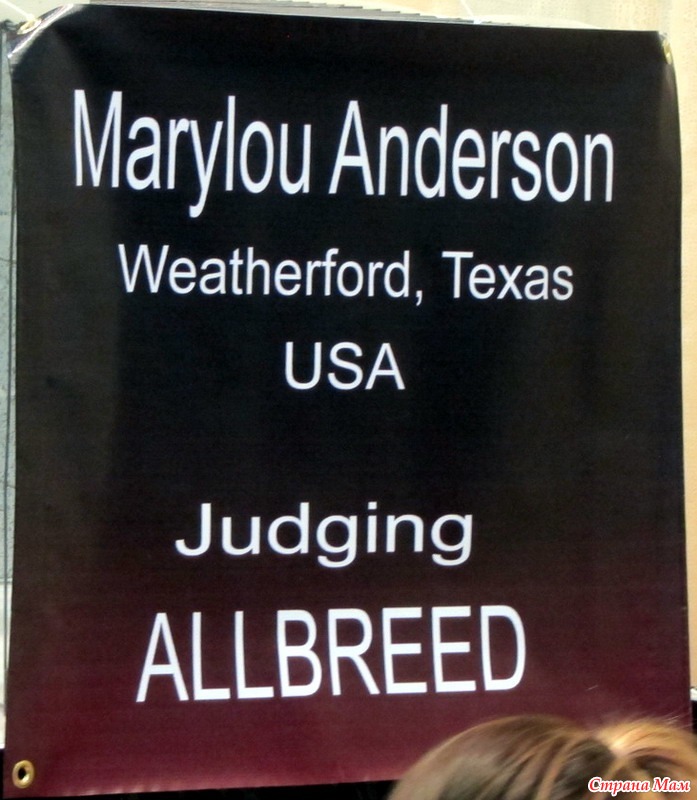 Marylou Anderson
Weatherford, Texas
USA
Judging
ALLBREED
Страна Мам